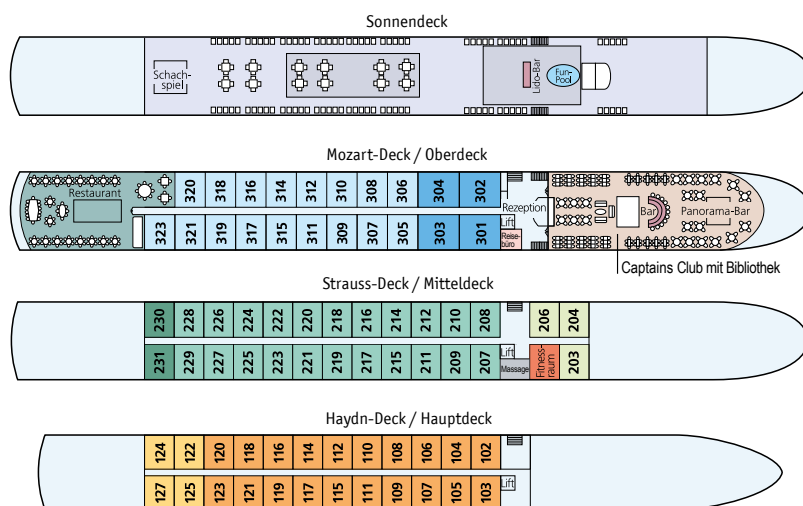 Sonnendeck
Schach-
spiel
Lido-Bar
Fun-
Pool
Mozart-Deck / Oberdeck
Restaurant
320 318 316 314 312 310 308 306 304 302
323 321 319 317 315 311 309 307 305 303 301
Rezeption
Lift
Reise-
büro
Bar
Panorama-Bar
Captains Club mit Bibliothek
Strauss-Deck / Mitteldeck
230 228 226 224 222 220 218 216 214 212 210 208 206 204
231 229 227 225 223 221 219 217 215 211 209 207
Lift
Massage
Fitness-
raum
203
Haydn-Deck / Hauptdeck
124 122 120 118 116 114 112 110 108 106 104 102
127 125 123 121 119 117 115 111 109 107 105 103
Lift